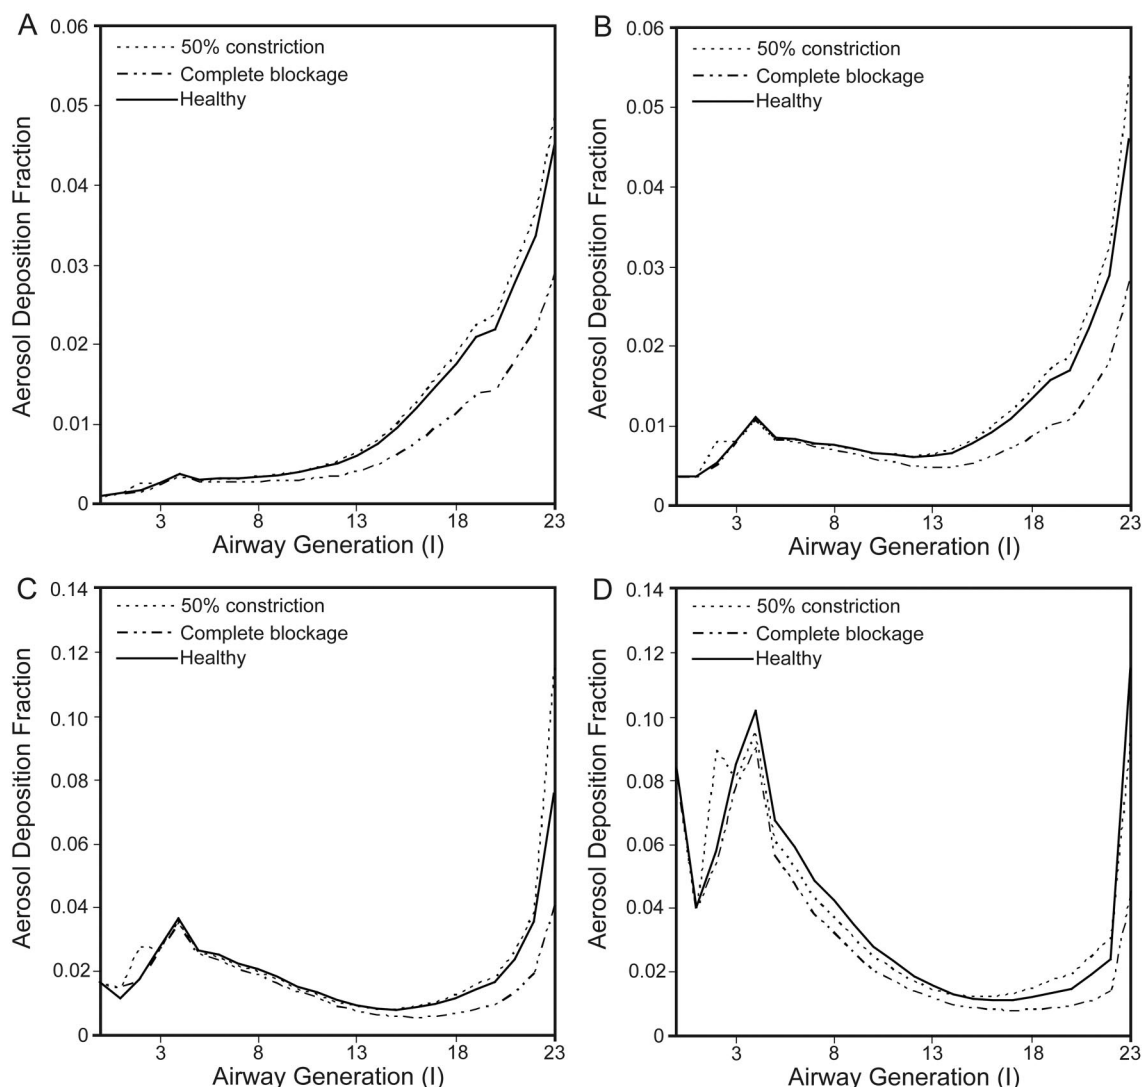 A
0.06
0.05
0.04
0.03
0.02
0.01
0
50% constriction
Complete blockage
Healthy
Aerosol Deposition Fraction
3 8 13 18 23
Airway Generation (I)
B
0.06
0.05
0.04
0.03
0.02
0.01
0
50% constriction
Complete blockage
Healthy
Aerosol Deposition Fraction
3 8 13 18 23
Airway Generation (I)
C
0.14
0.12
0.10
0.08
0.06
0.04
0.02
0
50% constriction
Complete blockage
Healthy
Aerosol Deposition Fraction
3 8 13 18 23
Airway Generation (I)
D
0.14
0.12
0.10
0.08
0.06
0.04
0.02
0
50% constriction
Complete blockage
Healthy
Aerosol Deposition Fraction
3 8 13 18 23
Airway Generation (I)